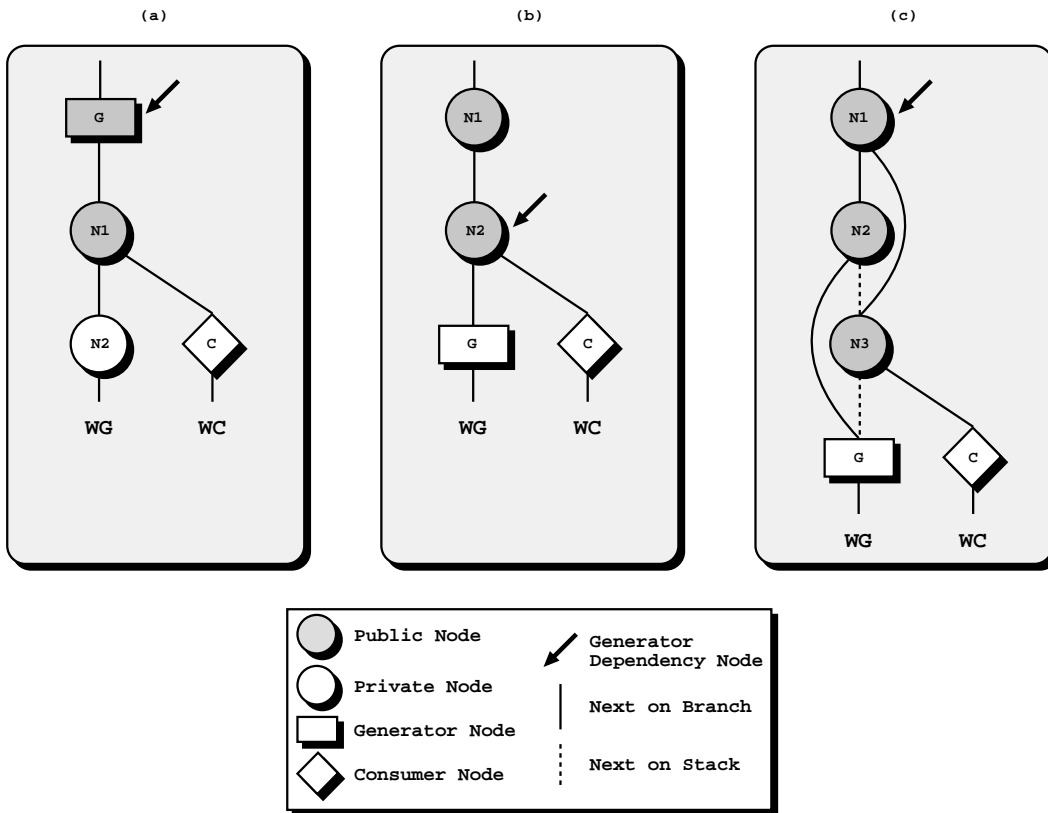 (a)
G
N1
N2
C
WG WC
(b)
N1
N2
G
C
WG WC
(c)
N1
N2
N3
G
C
WG WC
Public Node
Private Node
Generator Node
Consumer Node
Generator
Dependency Node
Next on Branch
Next on Stack